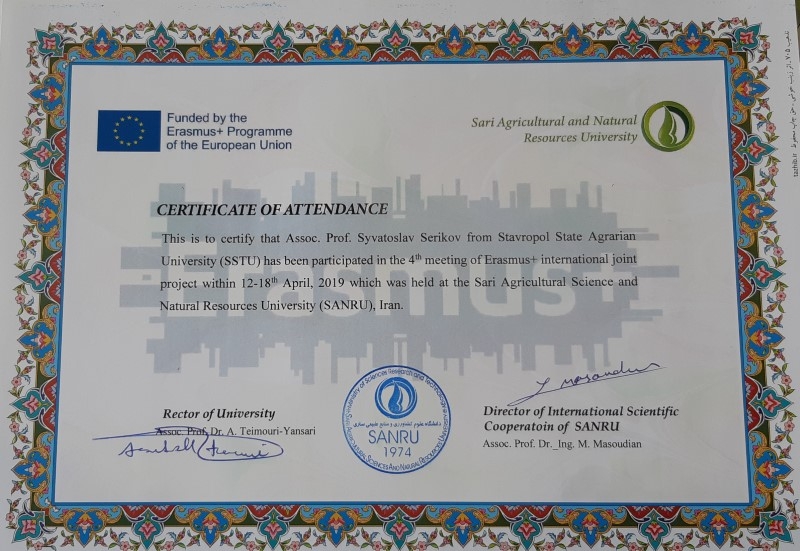 Funded by the
Erasmus+ Programme
of the European Union
Sari Agricultural and Natural
Resources University
Erasmus+
CERTIFICATE OF ATTENDANCE
This is to certify that Assoc. Prof. Syvatoslav Serikov from Stavropol State Agrarian
University (SSTU) has been participated in the 4th meeting of Erasmus+ international joint
project within 12-18th April, 2019 which was held at the Sari Agricultural Science and
Natural Resources University (SANRU), Iran.
Rector of University
Assoc. Prof. Dr. A. Teimouri-Yansari
SANRU
1974
Director of International Scientific
Cooperatoin of SANRU
Assoc. Prof. Dr._Ing. M. Masoudian
tazhib.ir